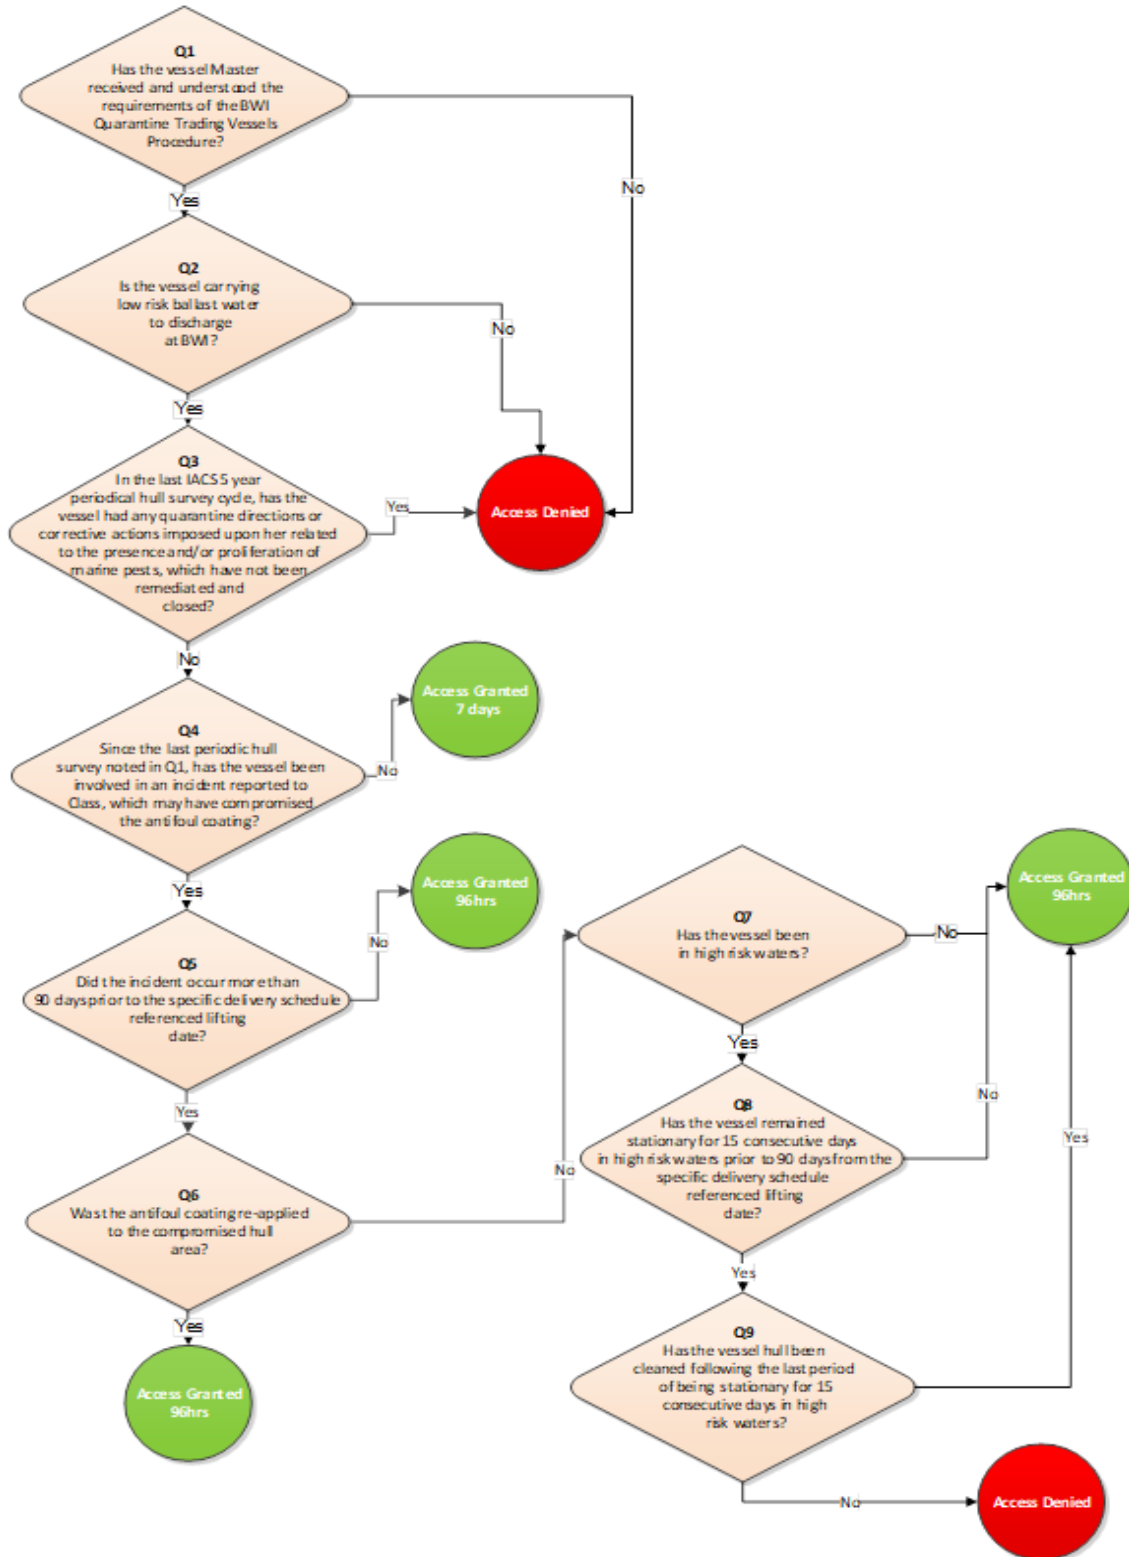 Q1
Has the vessel Master
received and understood the
requirements of the BWI
Quarantine Trading Vessels
Procedure?
No
Yes
Q2
Is the vessel carrying
low risk ballast water
to discharge
at BWI?
No
Yes
Q3
In the last IACS 5 year
periodical hull survey cycle, has the
vessel had any quarantine directions or
corrective actions imposed upon her related
to the presence and/or proliferation of
marine pests, which have not been
remediated and
closed?
Yes
Access Denied
No
Access Granted
7 days
Q4
Since the last periodic hull
survey noted in Q1, has the vessel been
involved in an incident reported to
Class, which may have compromised
the antifoul coating?
No
Yes
Access Granted
96hrs
Q5
Did the incident occur more than
90 days prior to the specific delivery schedule
referenced lifting
date?
No
Yes
Q6
Was the antifoul coating re-applied
to the compromised hull
area?
No
Yes
Access Granted
96hrs
Q7
Has the vessel been
in high risk waters?
No
Access Granted
96hrs
Yes
Q8
Has the vessel remained
stationary for 15 consecutive days
in high risk waters prior to 90 days from the
specific delivery schedule
referenced lifting
date?
No
Yes
Yes
Q9
Has the vessel hull been
cleaned following the last period
of being stationary for 15
consecutive days in high
risk waters?
No
Access Denied